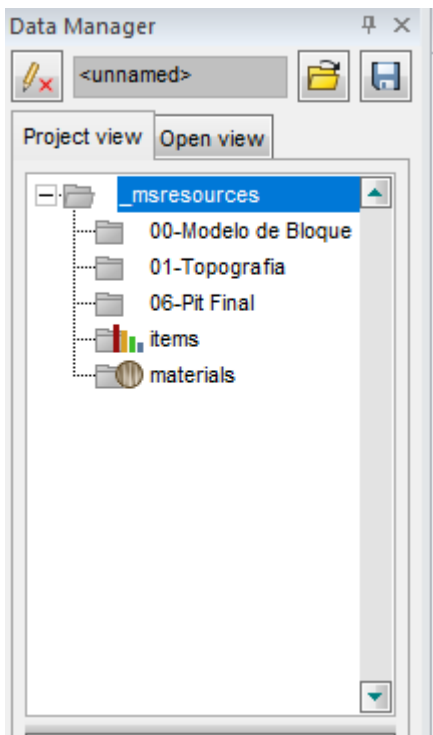 Data Manager
<unnamed>
Project view Open view
_msresources
00-Modelo de Bloque
01-Topografia
06-Pit Final
items
materials